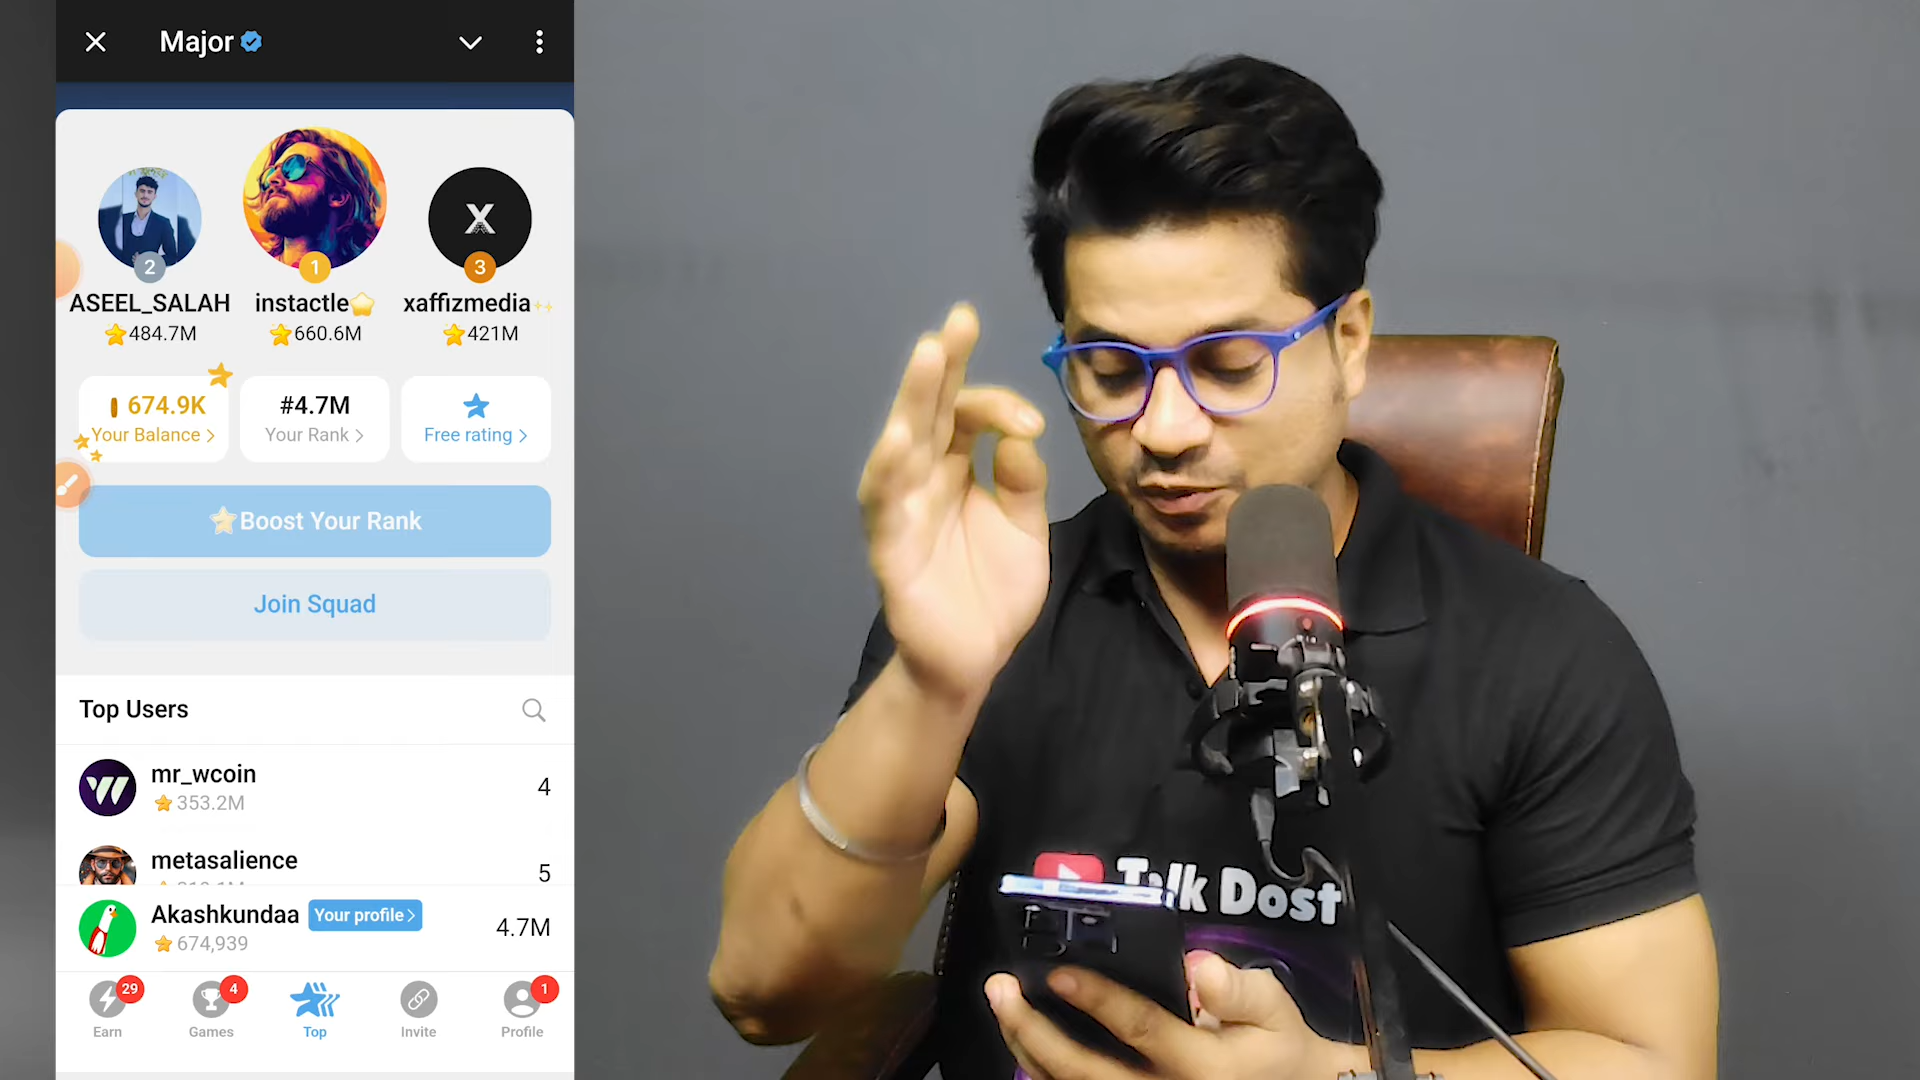 Major
2
1
3
ASEEL_SALAH
instactle
xaffizmedia
484.7M
660.6M
421M
674.9K
#4.7M
Your Balance >
Your Rank >
Free rating >
Boost Your Rank
Join Squad
Top Users
mr_wcoin
353.2M
4
metasalience
5
Akashkundaa
Your profile >
674,939
4.7M
29
4
1
Earn
Games
Top
Invite
Profile
Talk Dost